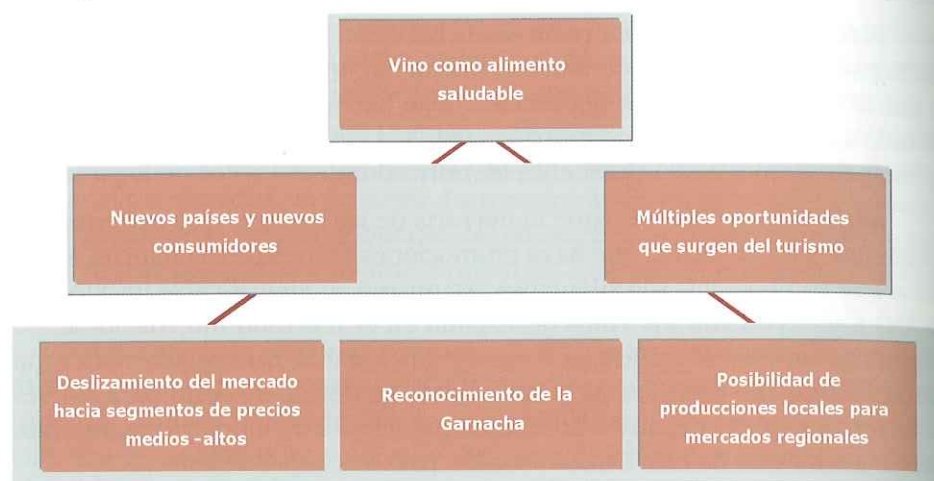 Vino como alimento
saludable
Nuevos países y nuevos
consumidores
Múltiples oportunidades
que surgen del turismo
Deslizamiento del mercado
hacia segmentos de precios
medios -altos
Reconocimiento de la
Garnacha
Posibilidad de
producciones locales para
mercados regionales